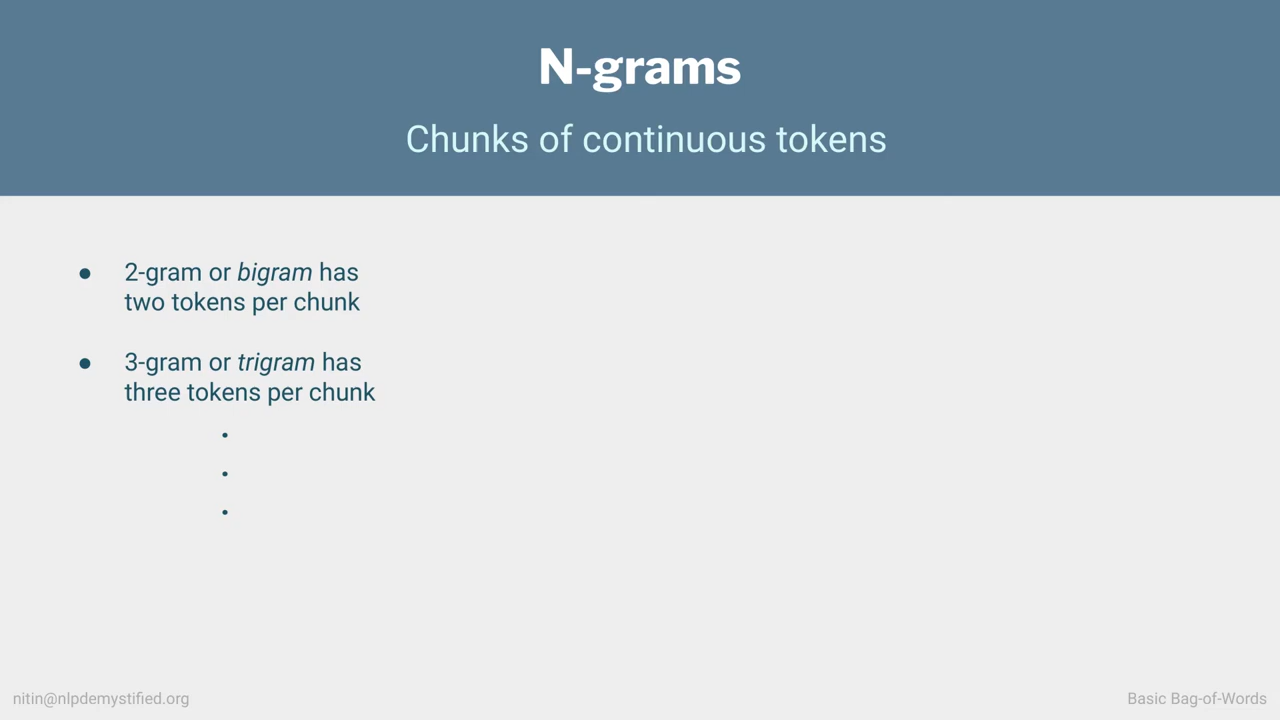 N-grams
Chunks of continuous tokens
● 2-gram or bigram has
two tokens per chunk
● 3-gram or trigram has
three tokens per chunk
.
.
.
nitin@nlpdemystified.org
Basic Bag-of-Words